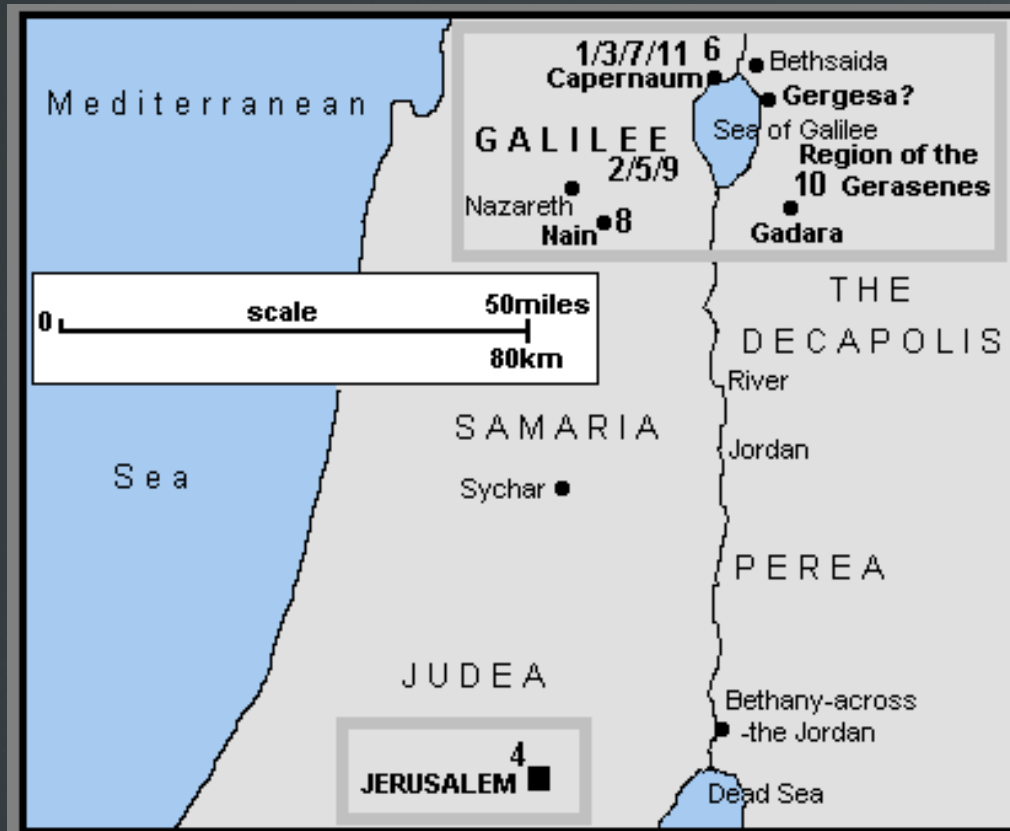 1/3/7/11 6
Capernaum
Bethsaida
Gergesa?
Mediterranean
Sea of Galilee
GALILEE
2/5/9
Region of the
10 Gerasenes
Nazareth
Nain 8
Gadara
THE
DECAPOLIS
0 scale 50miles
80km
River
SAMARIA
Jordan
Sea
Sychar
PEREA
JUDEA
Bethany-across
-the Jordan
4
JERUSALEM
Dead Sea